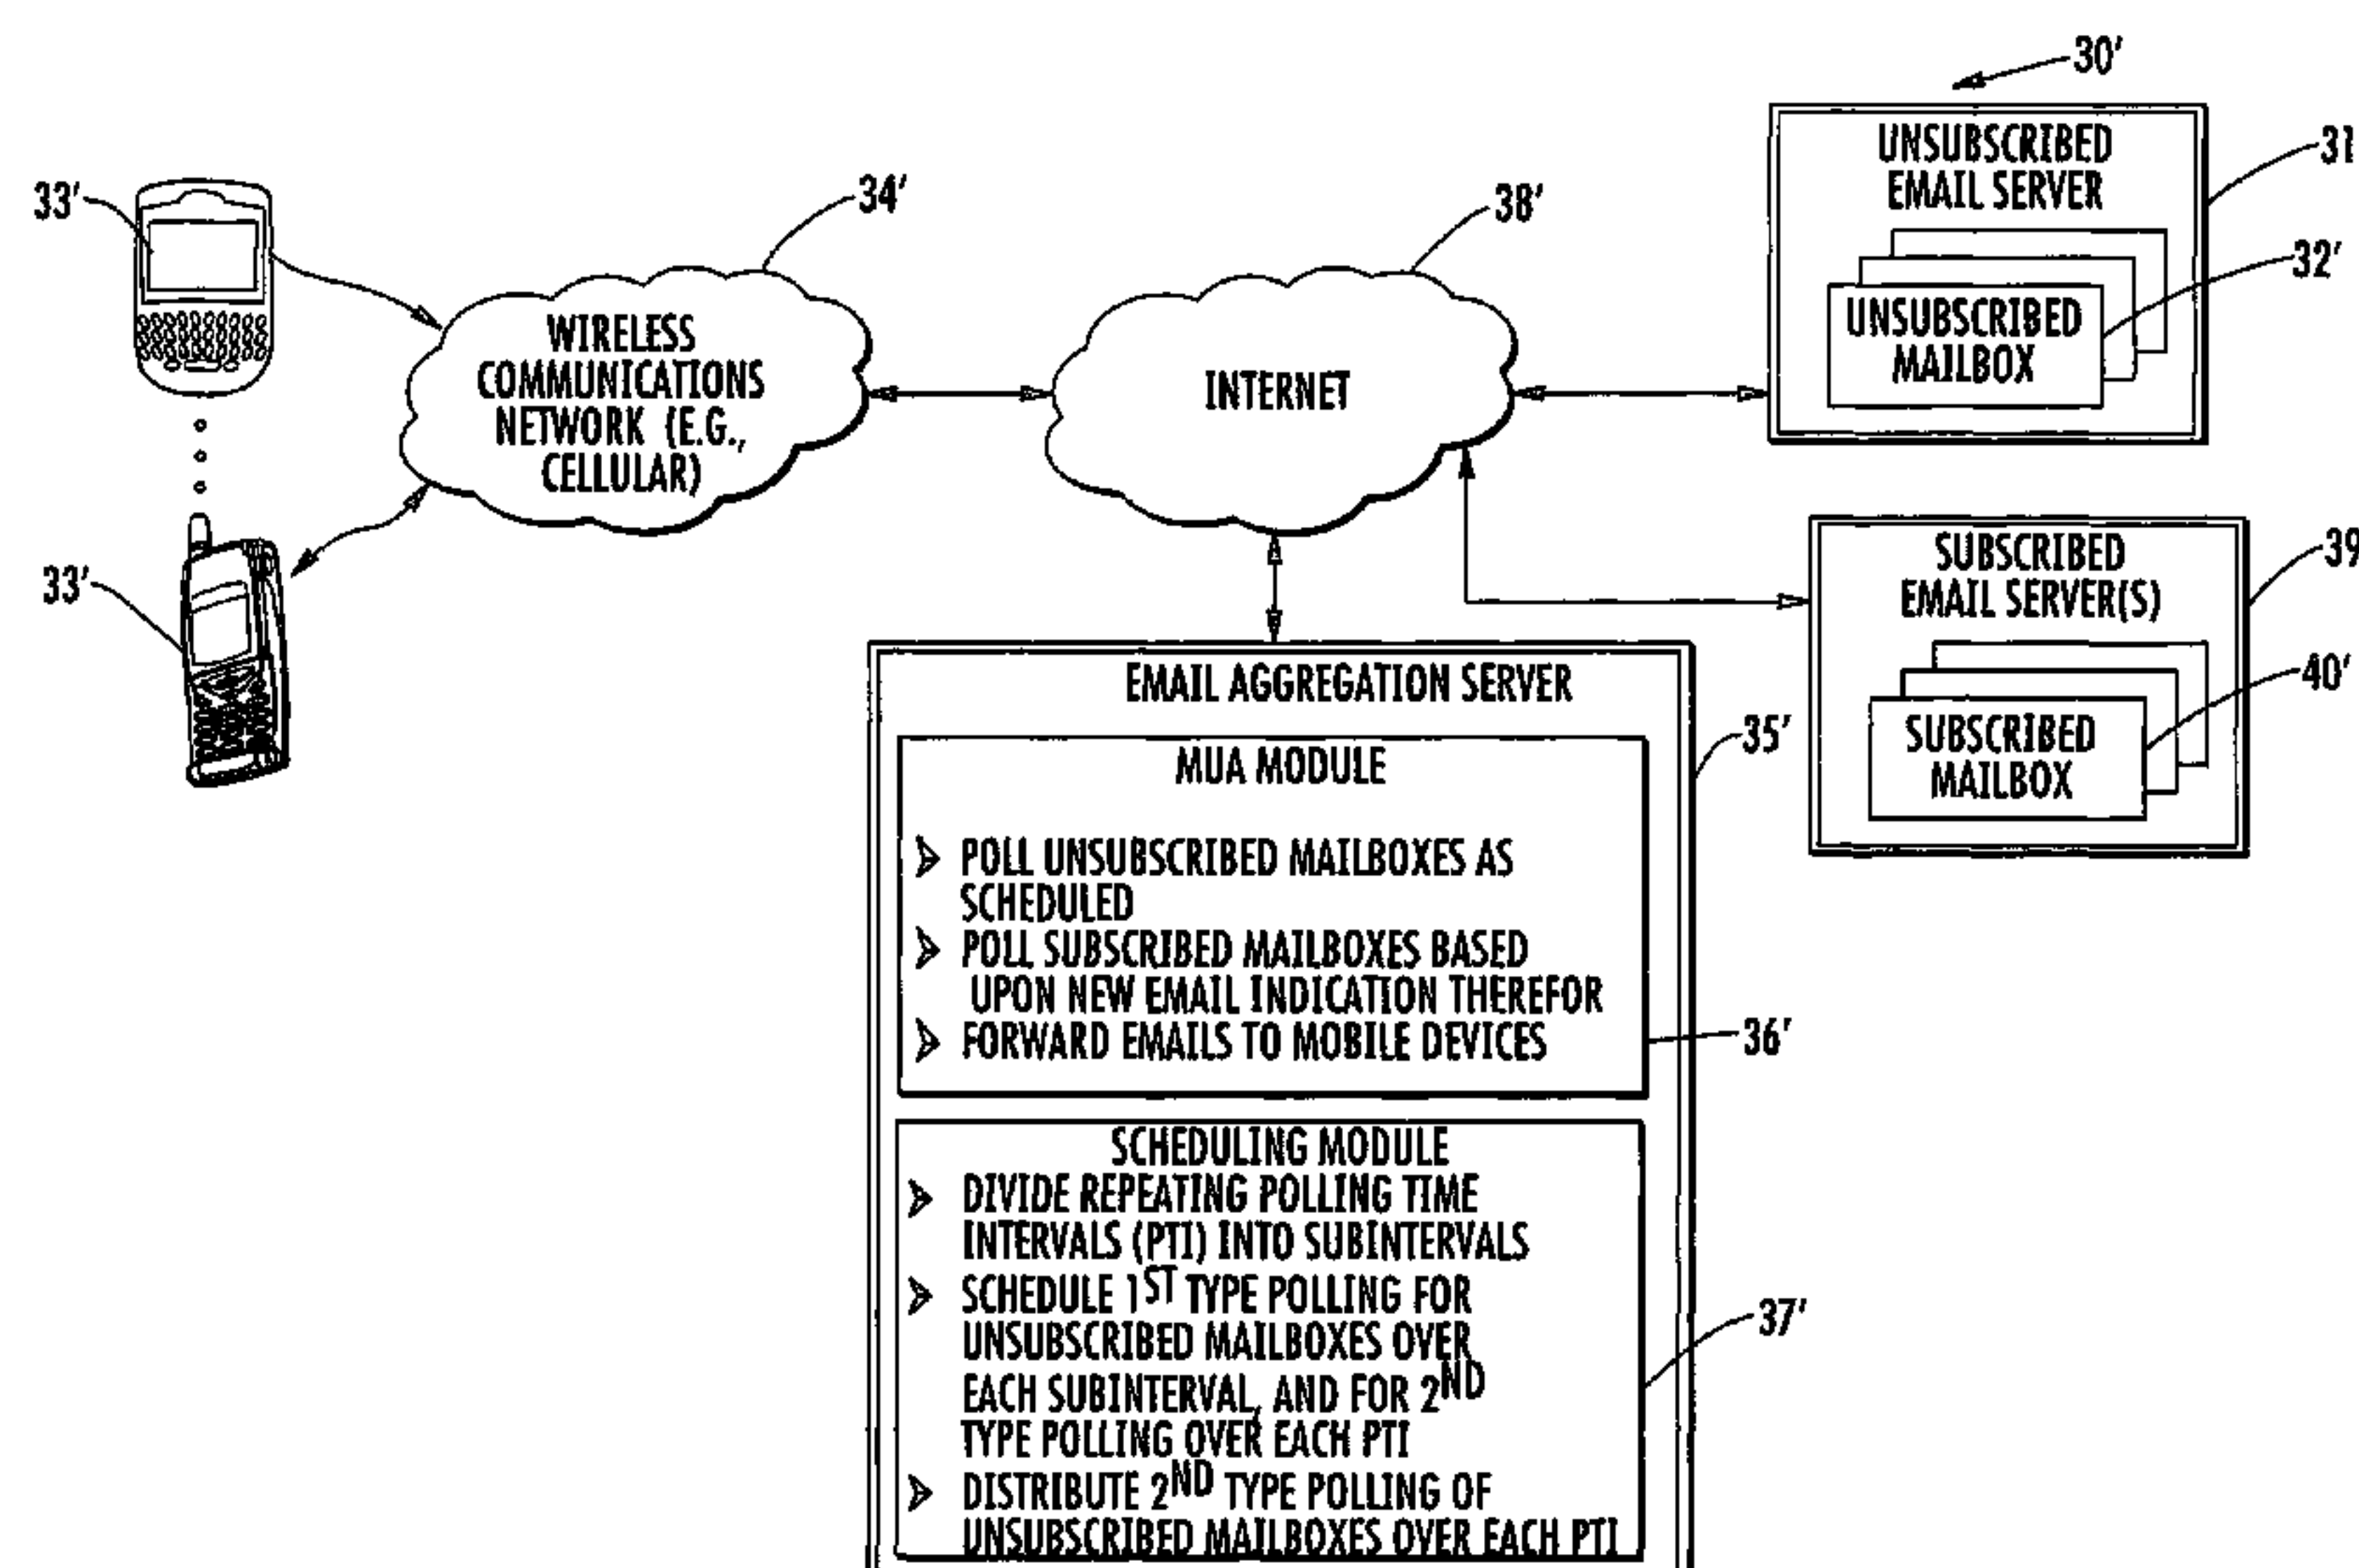 30'
UNSUBSCRIBED
EMAIL SERVER
31
32'
UNSUBSCRIBED
MAILBOX
33'
34'
38'
WIRELESS
COMMUNICATIONS
NETWORK (E.G.,
CELLULAR)
INTERNET
33'
SUBSCRIBED
EMAIL SERVER(S)
39
40'
SUBSCRIBED
MAILBOX
EMAIL AGGREGATION SERVER
35'
MUA MODULE
POLL UNSUBSCRIBED MAILBOXES AS
SCHEDULED
POLL SUBSCRIBED MAILBOXES BASED
UPON NEW EMAIL INDICATION THEREFOR
FORWARD EMAILS TO MOBILE DEVICES
36'
SCHEDULING MODULE
DIVIDE REPEATING POLLING TIME
INTERVALS (PTI) INTO SUBINTERVALS
SCHEDULE 1ST TYPE POLLING FOR
UNSUBSCRIBED MAILBOXES OVER
EACH SUBINTERVAL, AND FOR 2ND
TYPE POLLING OVER EACH PTI
DISTRIBUTE 2ND TYPE POLLING OF
UNSUBSCRIBED MAILBOXES OVER EACH PTI
37'